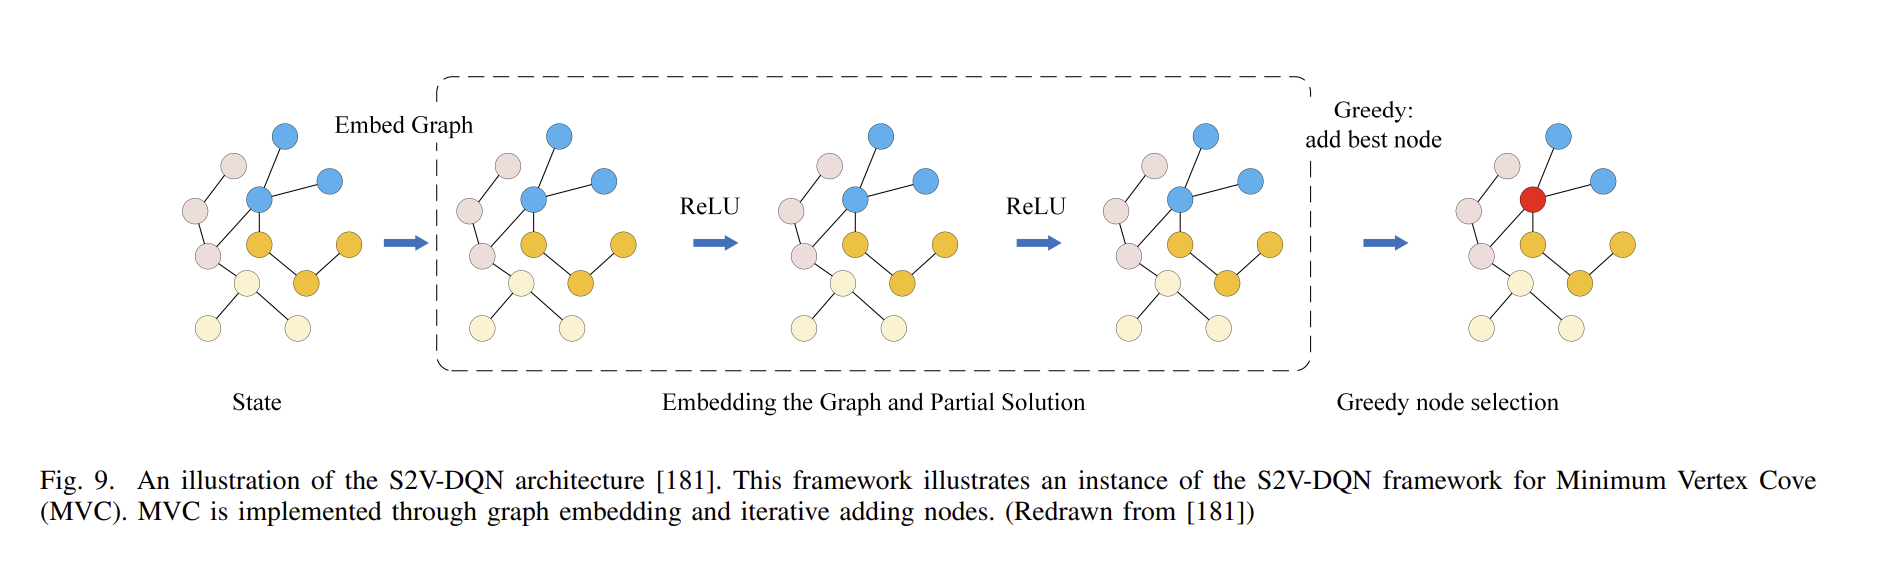 Embed Graph
ReLU
ReLU
Greedy:
add best node
State
Embedding the Graph and Partial Solution
Greedy node selection
Fig. 9. An illustration of the S2V-DQN architecture [181]. This framework illustrates an instance of the S2V-DQN framework for Minimum Vertex Cove
(MVC). MVC is implemented through graph embedding and iterative adding nodes. (Redrawn from [181])